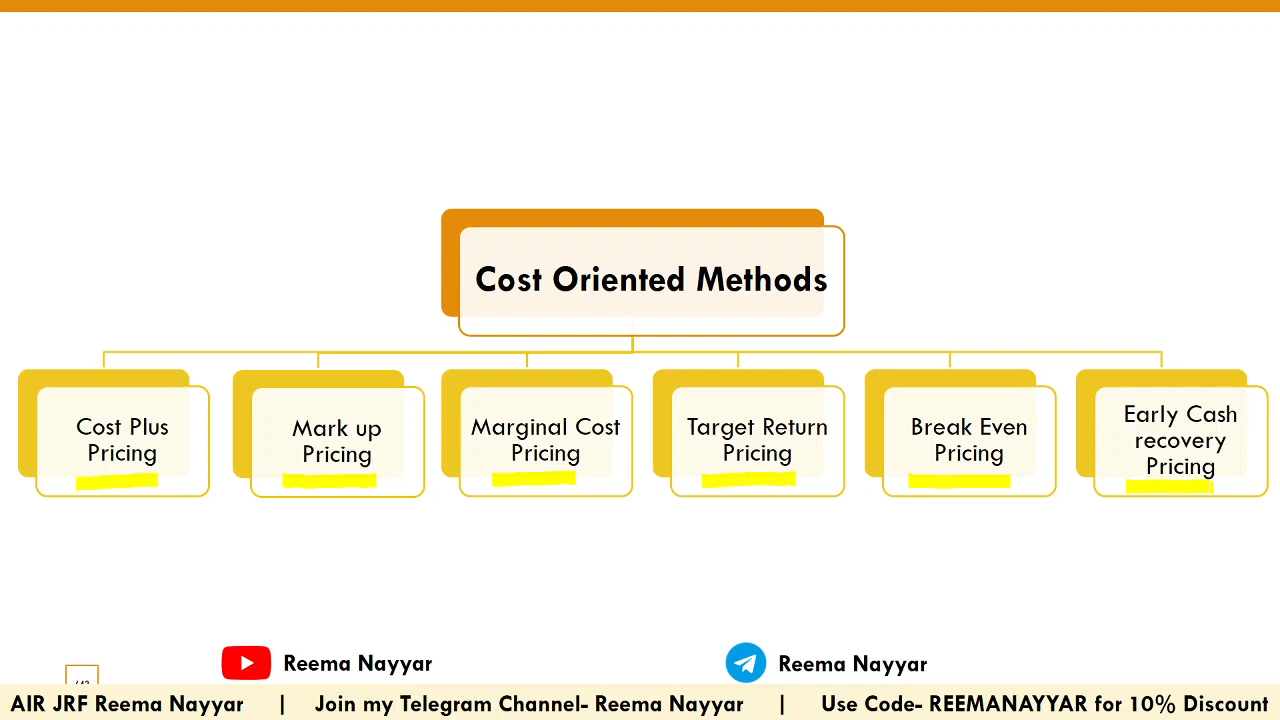 Cost Oriented Methods
Cost Plus
Pricing
Mark up
Pricing
Marginal Cost
Pricing
Target Return
Pricing
Break Even
Pricing
Early Cash
recovery
Pricing
Reema Nayyar
Reema Nayyar
AIR JRF Reema Nayyar | Join my Telegram Channel- Reema Nayyar | Use Code- REEMANAYYAR for 10% Discount